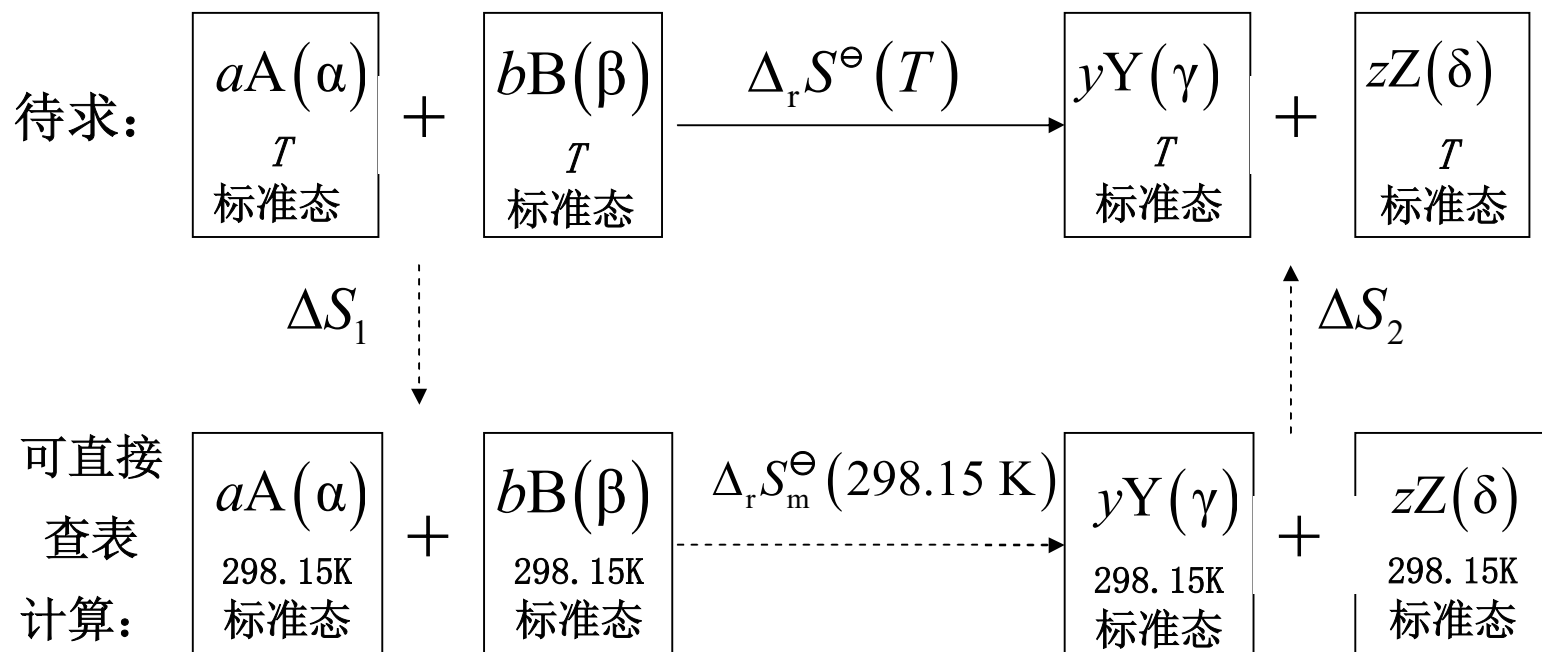 待求: aA(α) + bB(β) ΔrS⊖(T) yY(γ) + zZ(δ)
T T T T
标准态 标准态 标准态 标准态
ΔS1 ΔS2
可直接 aA(α) + bB(β) ΔrSm⊖(298.15 K) yY(γ) + zZ(δ)
查表 298.15K 298.15K 298.15K 298.15K
计算: 标准态 标准态 标准态 标准态